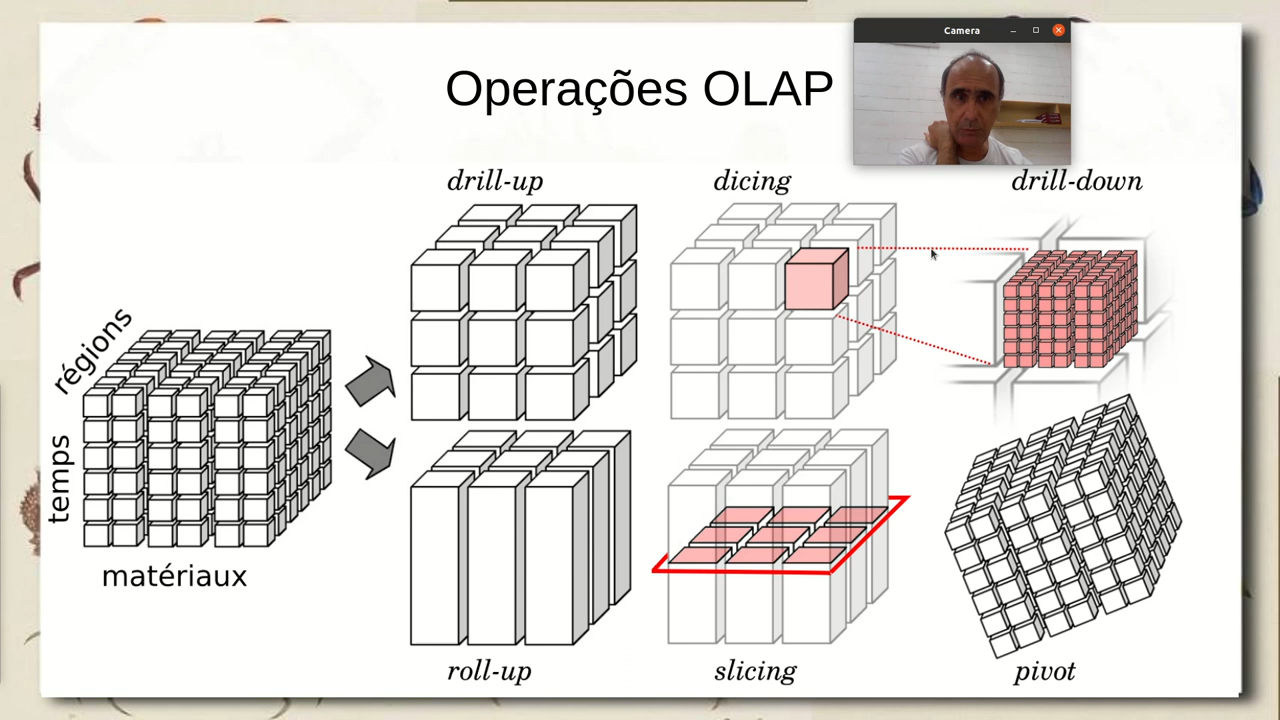 Camera
Operações OLAP
drill-up
dicing
drill-down
régions
temps
matériaux
roll-up
slicing
pivot